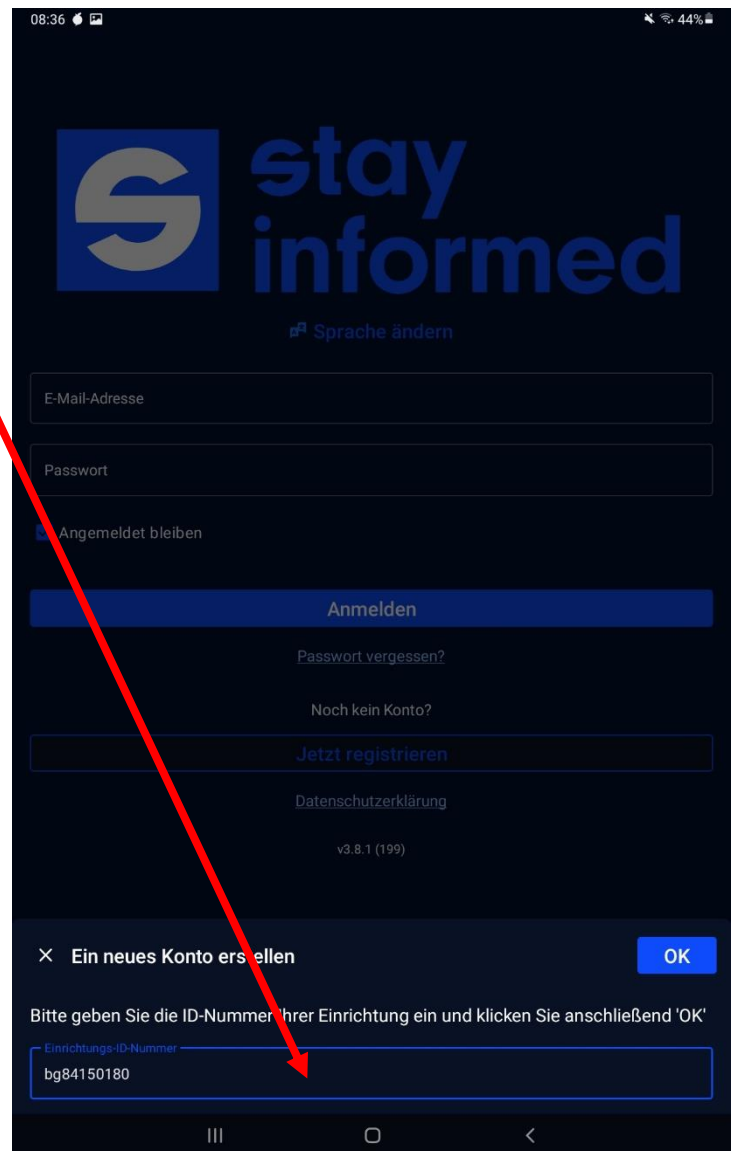 08:36
44%
stay
informed
Sprache ändern
E-Mail-Adresse
Passwort
Angemeldet bleiben
Anmelden
Passwort vergessen?
Noch kein Konto?
Jetzt registrieren
Datenschutzerklärung
v3.8.1 (199)
Ein neues Konto erstellen
OK
Bitte geben Sie die ID-Nummer Ihrer Einrichtung ein und klicken Sie anschließend 'OK'
Einrichtungs-ID-Nummer
bg84150180